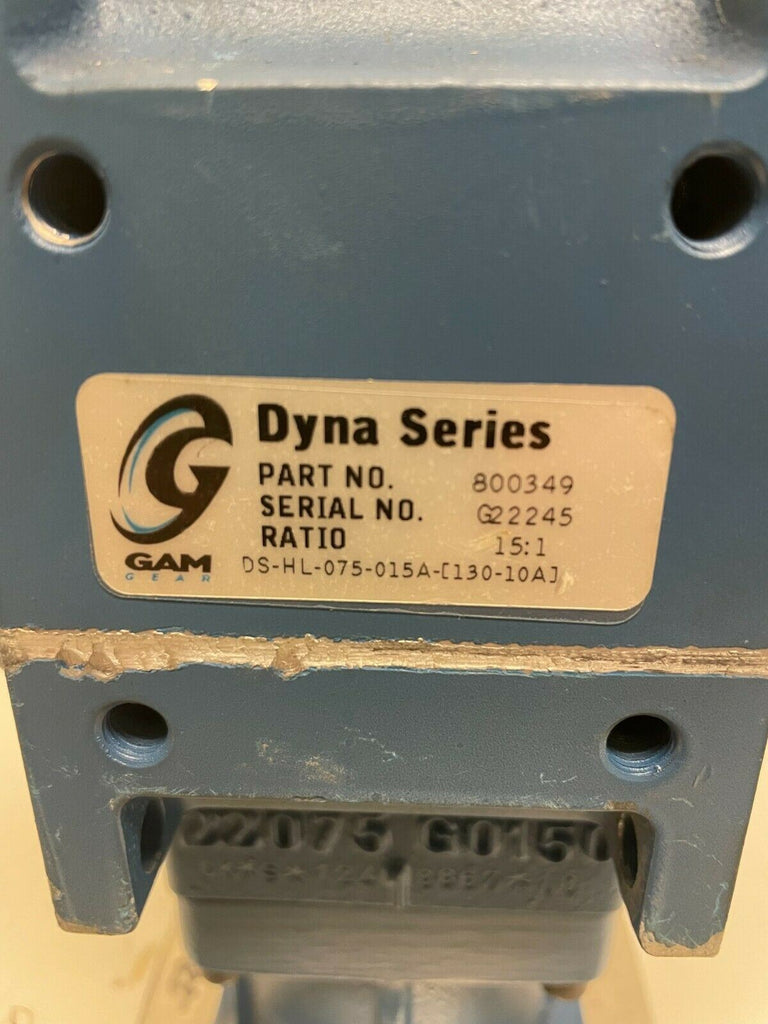 Dyna Series
PART NO. 800349
SERIAL NO. G22245
RATIO 15:1
DS-HL-075-015A-[130-10A]
GAM
GEAR
G0150